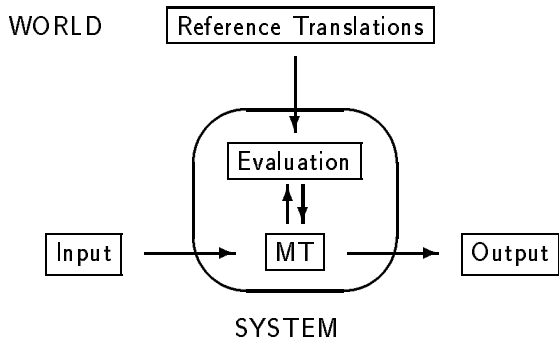 WORLD
Reference Translations
Evaluation
Input
MT
Output
SYSTEM